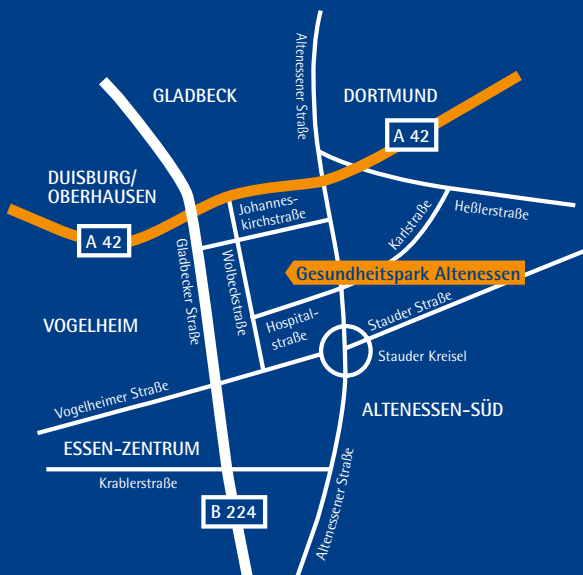 Altenessener Straße
GLADBECK
DORTMUND
A 42
DUISBURG/
OBERHAUSEN
Johannes-
kirchstraße
Heßlerstraße
Karlstraße
A 42
Gladbecker Straße
Wolbeckstraße
Gesundheitspark Altenessen
Hospital-
straße
Stauder Straße
VOGELHEIM
Stauder Kreisel
Vogelheimer Straße
ALTENESSEN-SÜD
ESSEN-ZENTRUM
Krablerstraße
Altenessener Straße
B 224